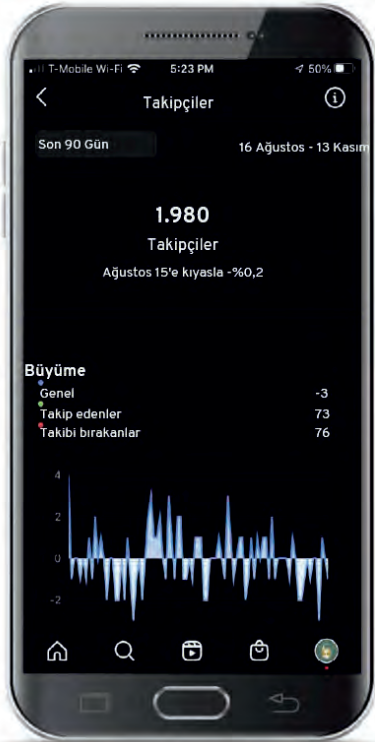 T-Mobile Wi-Fi 5:23 PM 50%
Takipçiler
Son 90 Gün 16 Ağustos - 13 Kasım
1.980
Takipçiler
Ağustos 15'e kıyasla -%0,2
Büyüme
Genel -3
Takip edenler 73
Takibi bırakanlar 76
4
2
0
-2